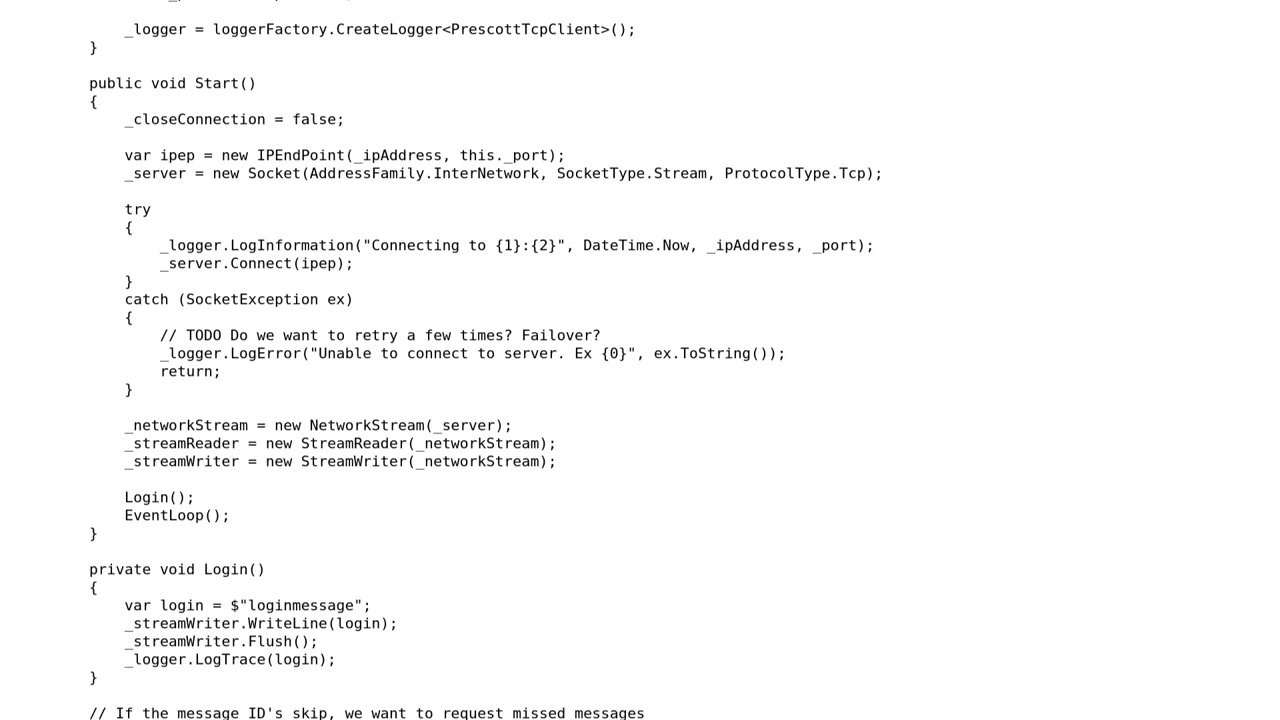 _logger = loggerFactory.CreateLogger<PrescottTcpClient>();
}
public void Start()
{
_closeConnection = false;
var ipep = new IPEndPoint(_ipAddress, this._port);
_server = new Socket(AddressFamily.InterNetwork, SocketType.Stream, ProtocolType.Tcp);
try
{
_logger.LogInformation("Connecting to {1}:{2}", DateTime.Now, _ipAddress, _port);
_server.Connect(ipep);
}
catch (SocketException ex)
{
// TODO Do we want to retry a few times? Failover?
_logger.LogError("Unable to connect to server. Ex {0}", ex.ToString());
return;
}
_networkStream = new NetworkStream(_server);
_streamReader = new StreamReader(_networkStream);
_streamWriter = new StreamWriter(_networkStream);
Login();
EventLoop();
}
private void Login()
{
var login = $"loginmessage";
_streamWriter.WriteLine(login);
_streamWriter.Flush();
_logger.LogTrace(login);
}
// If the message ID's skip, we want to request missed messages